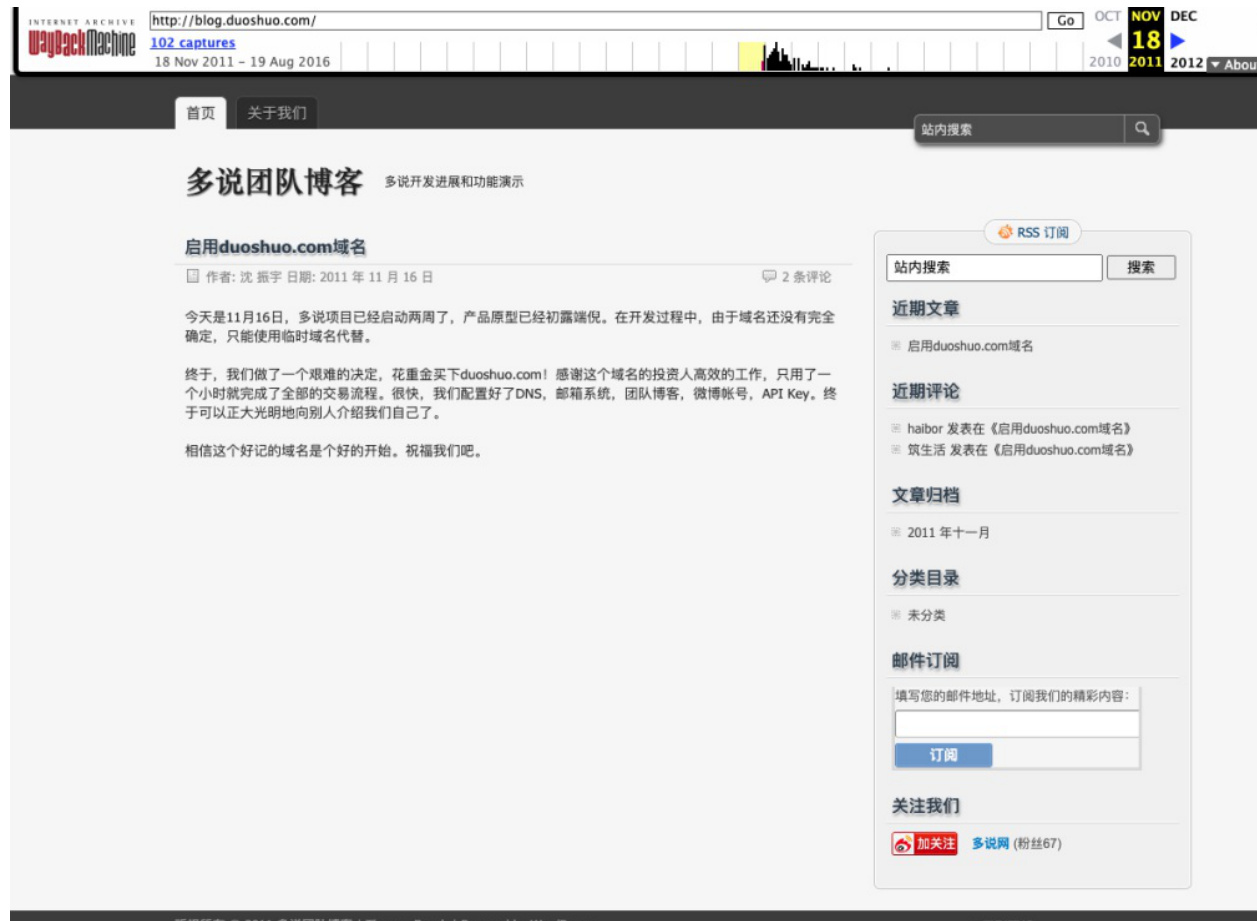 INTERNET ARCHIVE
WayBackMachine
http://blog.duoshuo.com/
Go
102 captures
18 Nov 2011 – 19 Aug 2016
OCT NOV DEC
18
2010 2011 2012
▼ Abou
首页
关于我们
站内搜索
多说团队博客
多说开发进展和功能演示
启用duoshuo.com域名
作者: 沈 振宇 日期: 2011 年 11 月 16 日
2 条评论
今天是11月16日，多说项目已经启动两周了，产品原型已经初露端倪。在开发过程中，由于域名还没有完全
确定，只能使用临时域名代替。
终于，我们做了一个艰难的决定，花重金买下duoshuo.com！感谢这个域名的投资人高效的工作，只用了一
个小时就完成了全部的交易流程。很快，我们配置好了DNS，邮箱系统，团队博客，微博帐号，API Key。终
于可以正大光明地向别人介绍我们自己了。
相信这个好记的域名是个好的开始。祝福我们吧。
RSS 订阅
站内搜索
搜索
近期文章
启用duoshuo.com域名
近期评论
haibor 发表在《启用duoshuo.com域名》
筑生活 发表在《启用duoshuo.com域名》
文章归档
2011 年十一月
分类目录
未分类
邮件订阅
填写您的邮件地址，订阅我们的精彩内容：
订阅
关注我们
加关注
多说网 (粉丝67)